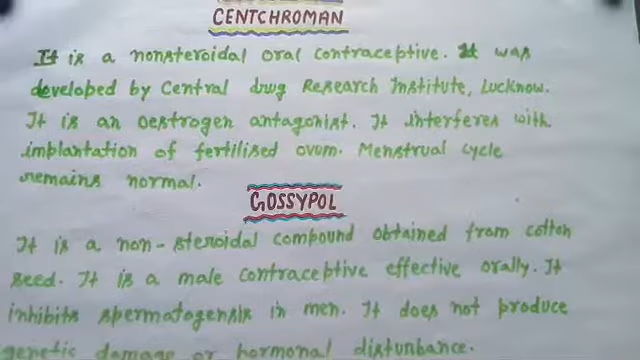 CENTCHROMAN
It is a nonsteroidal oral contraceptive. It was
developed by Central drug Research Institute, Lucknow.
It is an oestrogen antagonist. It interferes with
implantation of fertilised ovum. Menstrual cycle
remains normal.
GOSSYPOL
It is a non-steroidal compound obtained from cotton
seed. It is a male contraceptive effective orally. It
inhibits spermatogensis in men. It does not produce
genetic damage or hormonal disturbance.